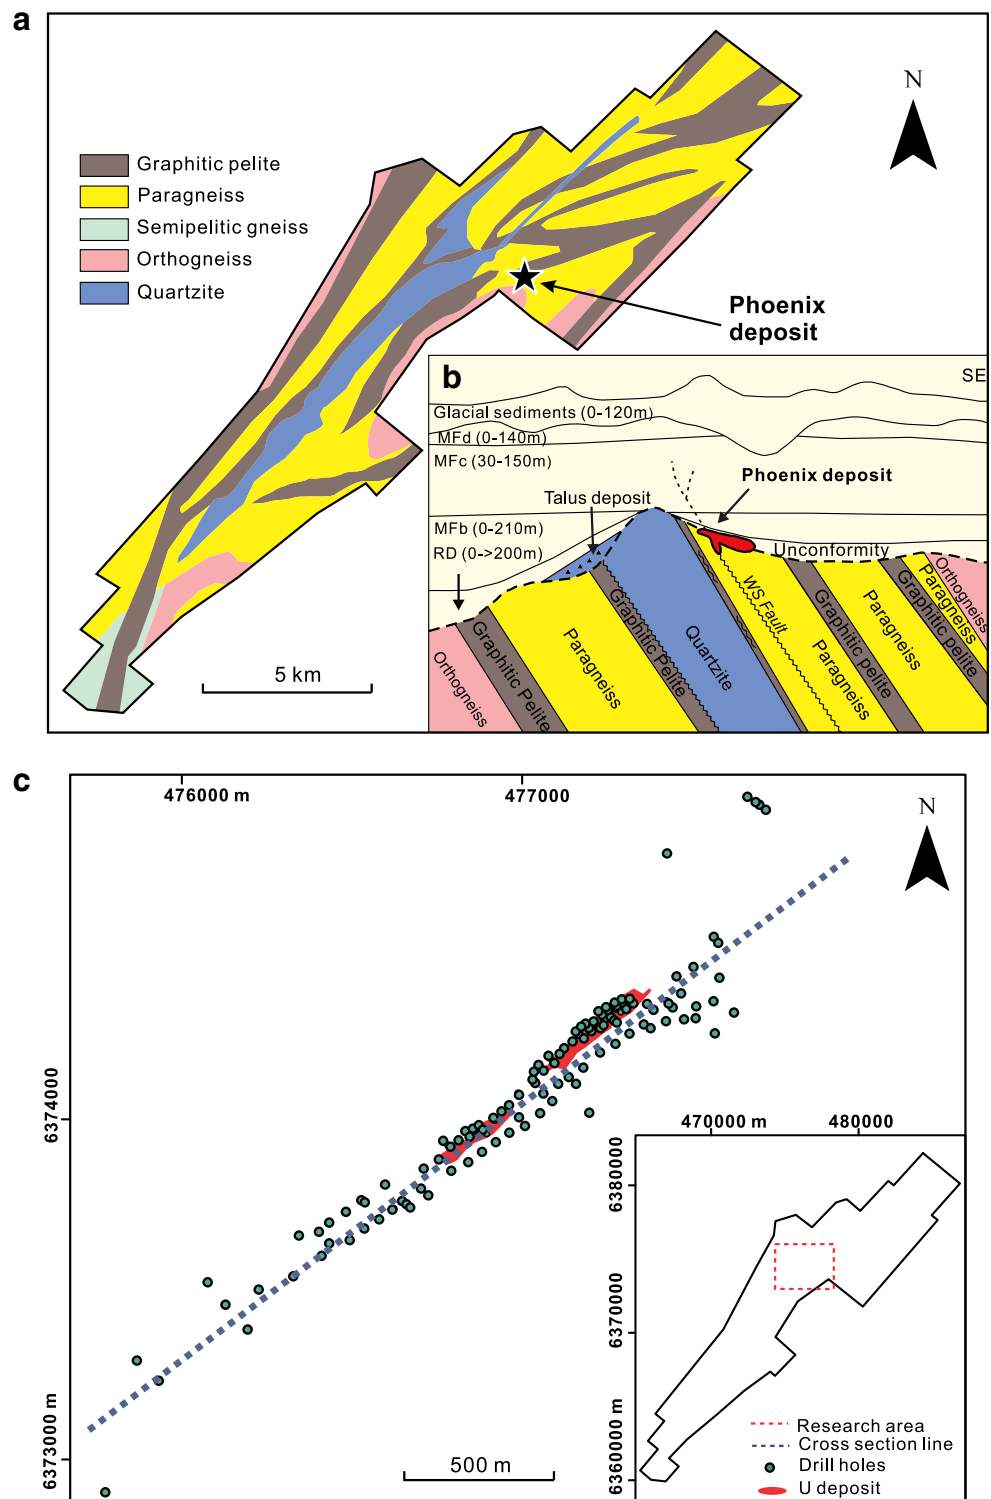 a
N
Graphitic pelite
Paragneiss
Semipelitic gneiss
Orthogneiss
Quartzite
Phoenix
deposit
5 km
b
SE
Glacial sediments (0-120m)
MFd (0-140m)
MFc (30-150m)
Phoenix deposit
Talus deposit
MFb (0-210m)
RD (0->200m)
Unconformity
Orthogneiss
Graphitic Pelite
Paragneiss
Graphitic Pelite
Quartzite
WS Fault
Paragneiss
Graphitic pelite
Paragneiss
Graphitic pelite
Paragneiss
Orthogneiss
c
476000 m
477000
N
6374000
6373000 m
500 m
470000 m
480000
6380000
6370000
6360000 m
Research area
Cross section line
Drill holes
U deposit